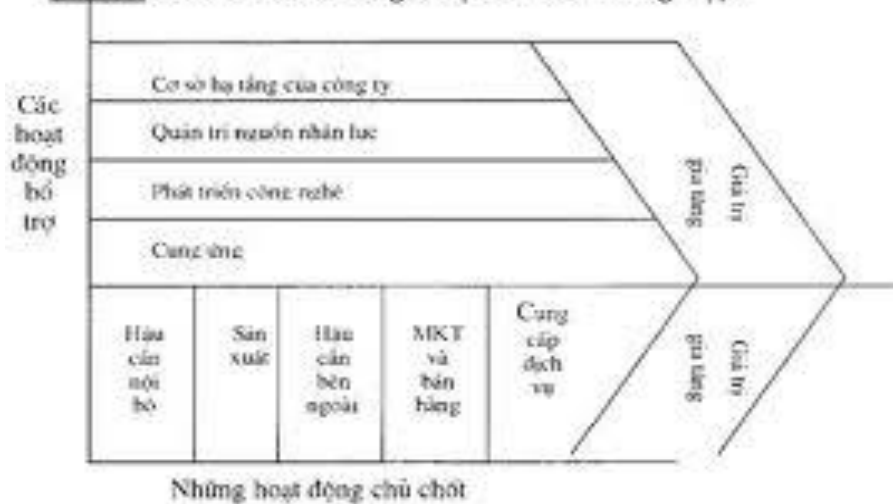 Cơ sở hạ tầng của công ty
Các
hoạt
động
bổ
trợ
Quản trị nguồn nhân lực
Phát triển công nghệ
Cung ứng
Giá trị
gia tăng
Hậu
cần
nội
bộ
Sản
xuất
Hậu
cần
bên
ngoài
MKT
và
bán
hàng
Cung
cấp
dịch
vụ
Giá trị
gia tăng
Những hoạt động chủ chốt